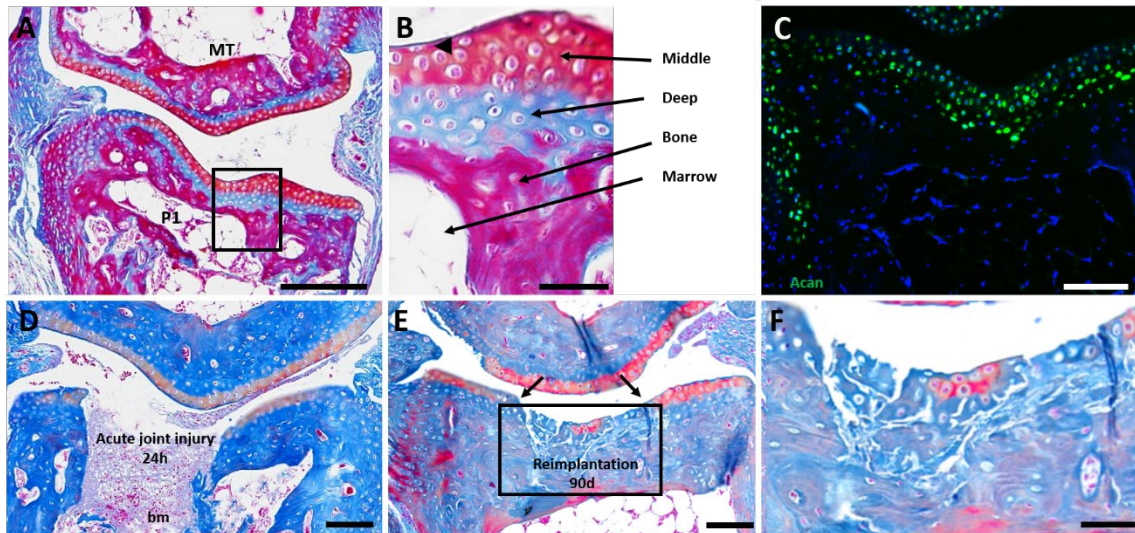 A
MT
P1
B
Middle
Deep
Bone
Marrow
C
Acan
D
Acute joint injury
24h
bm
E
Reimplantation
90d
F